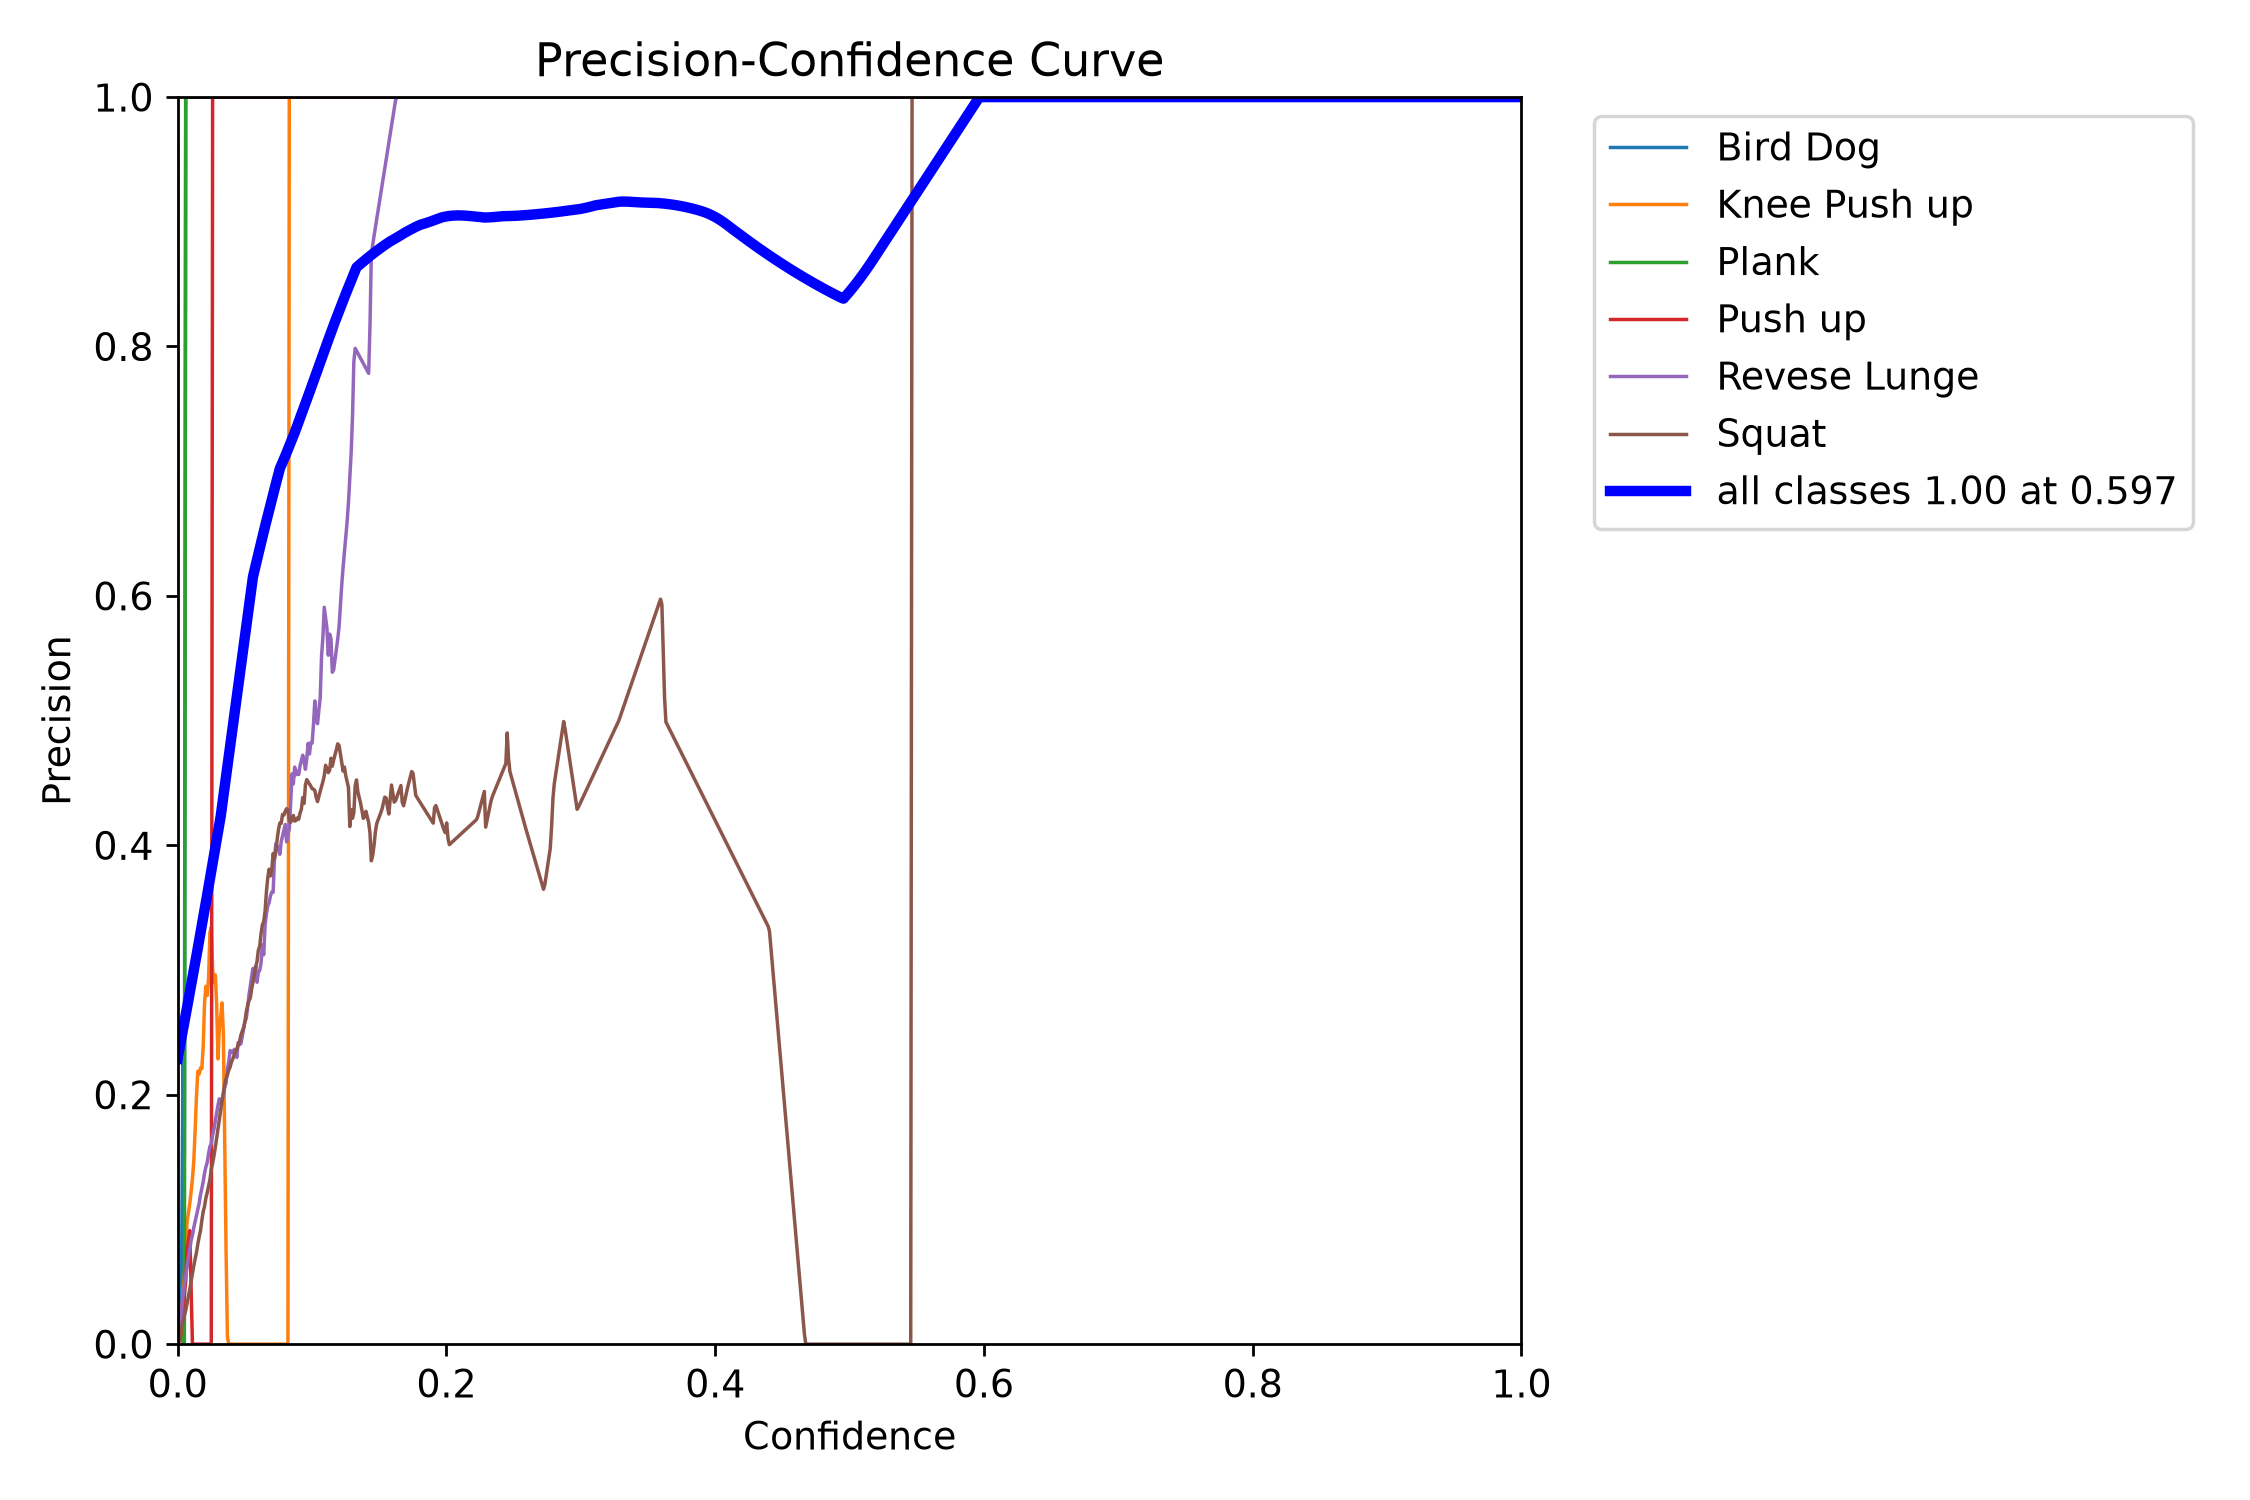 Precision-Confidence Curve
1.0
0.8
0.6
0.4
0.2
0.0
Precision
0.0 0.2 0.4 0.6 0.8 1.0
Confidence
Bird Dog
Knee Push up
Plank
Push up
Revese Lunge
Squat
all classes 1.00 at 0.597